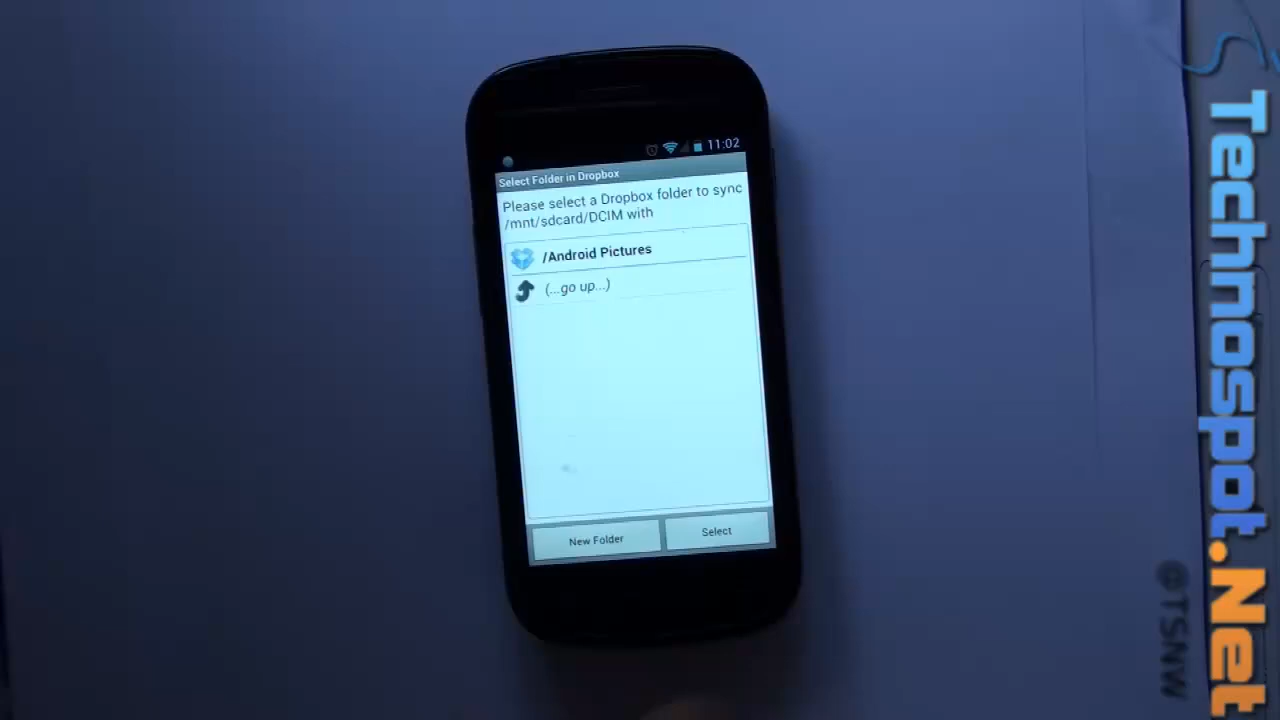 11:02
Select Folder in Dropbox
Please select a Dropbox folder to sync
/mnt/sdcard/DCIM with
/Android Pictures
(...go up...)
New Folder
Select
Technospot.Net
@TSNW